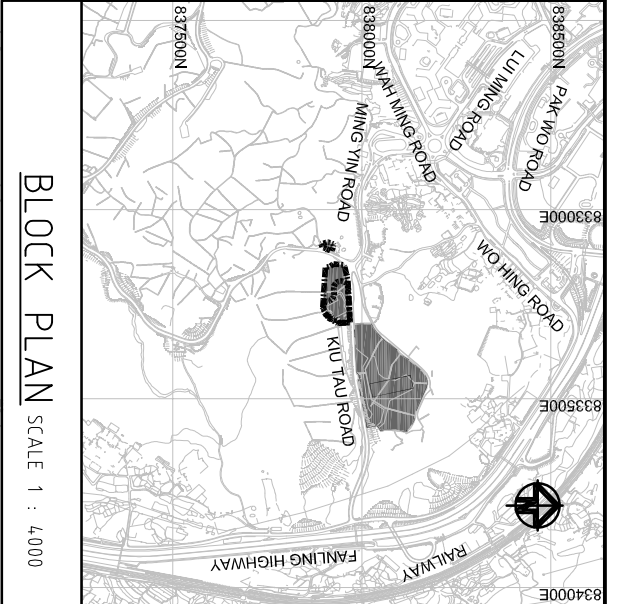 837500N
838000N
838500N
WAH MING ROAD
LUI MING ROAD
PAK WO ROAD
MING YIN ROAD
833000E
WO HING ROAD
KIU TAU ROAD
833500E
N
FANLING HIGHWAY
RAILWAY
834000E
BLOCK PLAN SCALE 1 : 4000